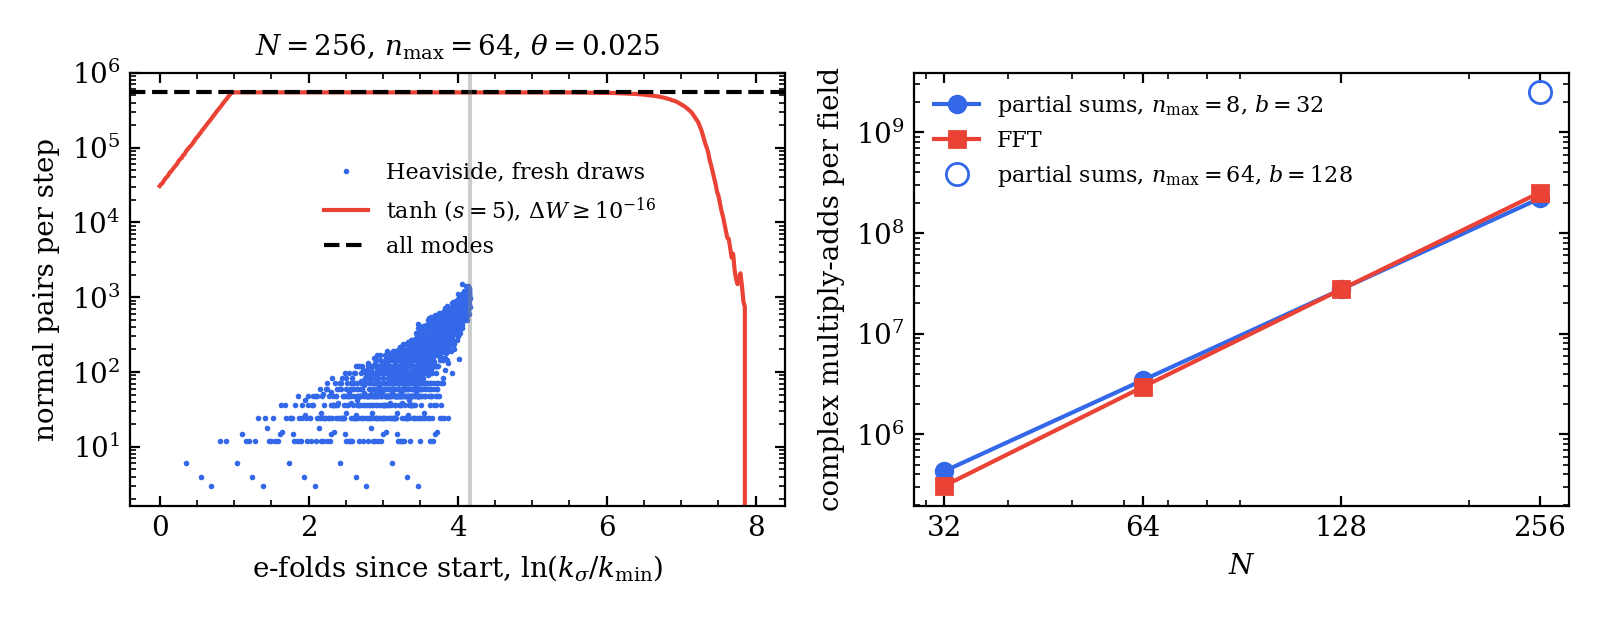 N = 256, n_max = 64, θ = 0.025
10^6
10^5
10^4
10^3
10^2
10^1
normal pairs per step
Heaviside, fresh draws
tanh (s = 5), ΔW ≥ 10^−16
all modes
0 2 4 6 8
e-folds since start, ln(k_σ/k_min)
complex multiply-adds per field
10^9
10^8
10^7
10^6
partial sums, n_max = 8, b = 32
FFT
partial sums, n_max = 64, b = 128
32 64 128 256
N